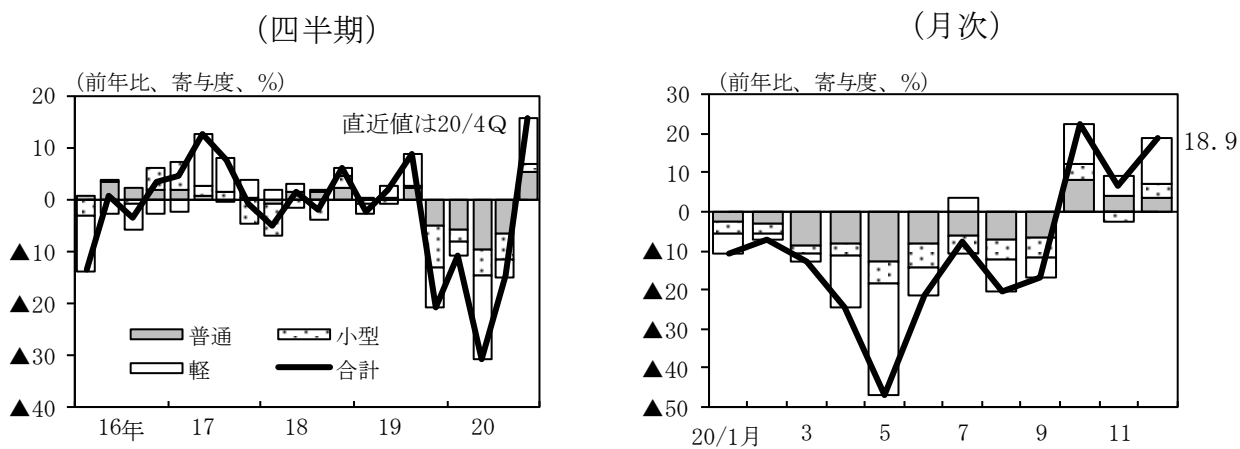 (四半期)
(前年比、寄与度、%)
20
10
0
▲10
▲20
▲30
▲40
直近値は20/4Q
普通
小型
軽
合計
16年 17 18 19 20
(月次)
(前年比、寄与度、%)
30
20
10
0
▲10
▲20
▲30
▲40
▲50
18.9
20/1月 3 5 7 9 11